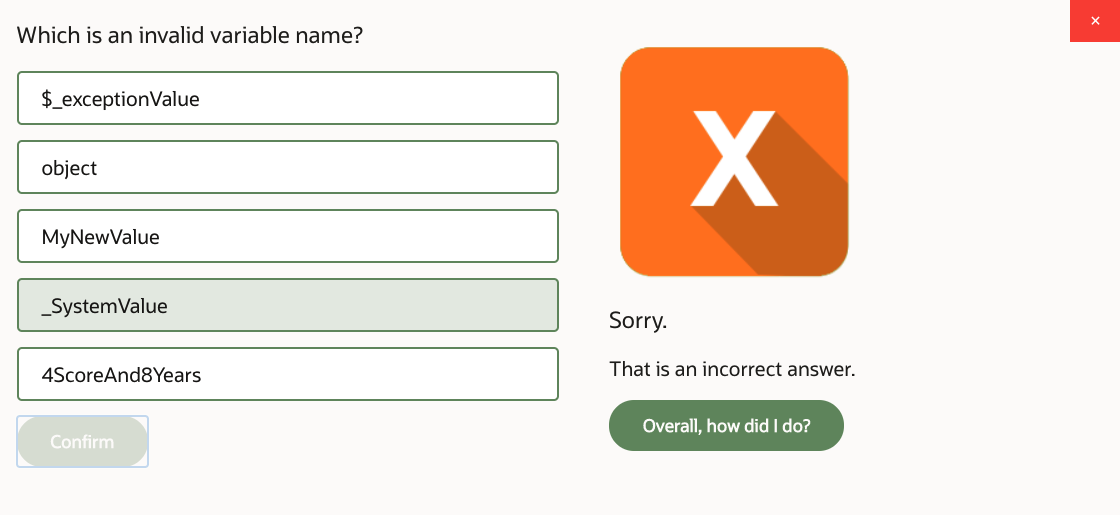 Which is an invalid variable name?
$_exceptionValue
object
MyNewValue
_SystemValue
4ScoreAnd8Years
Confirm
×
X
Sorry.
That is an incorrect answer.
Overall, how did I do?